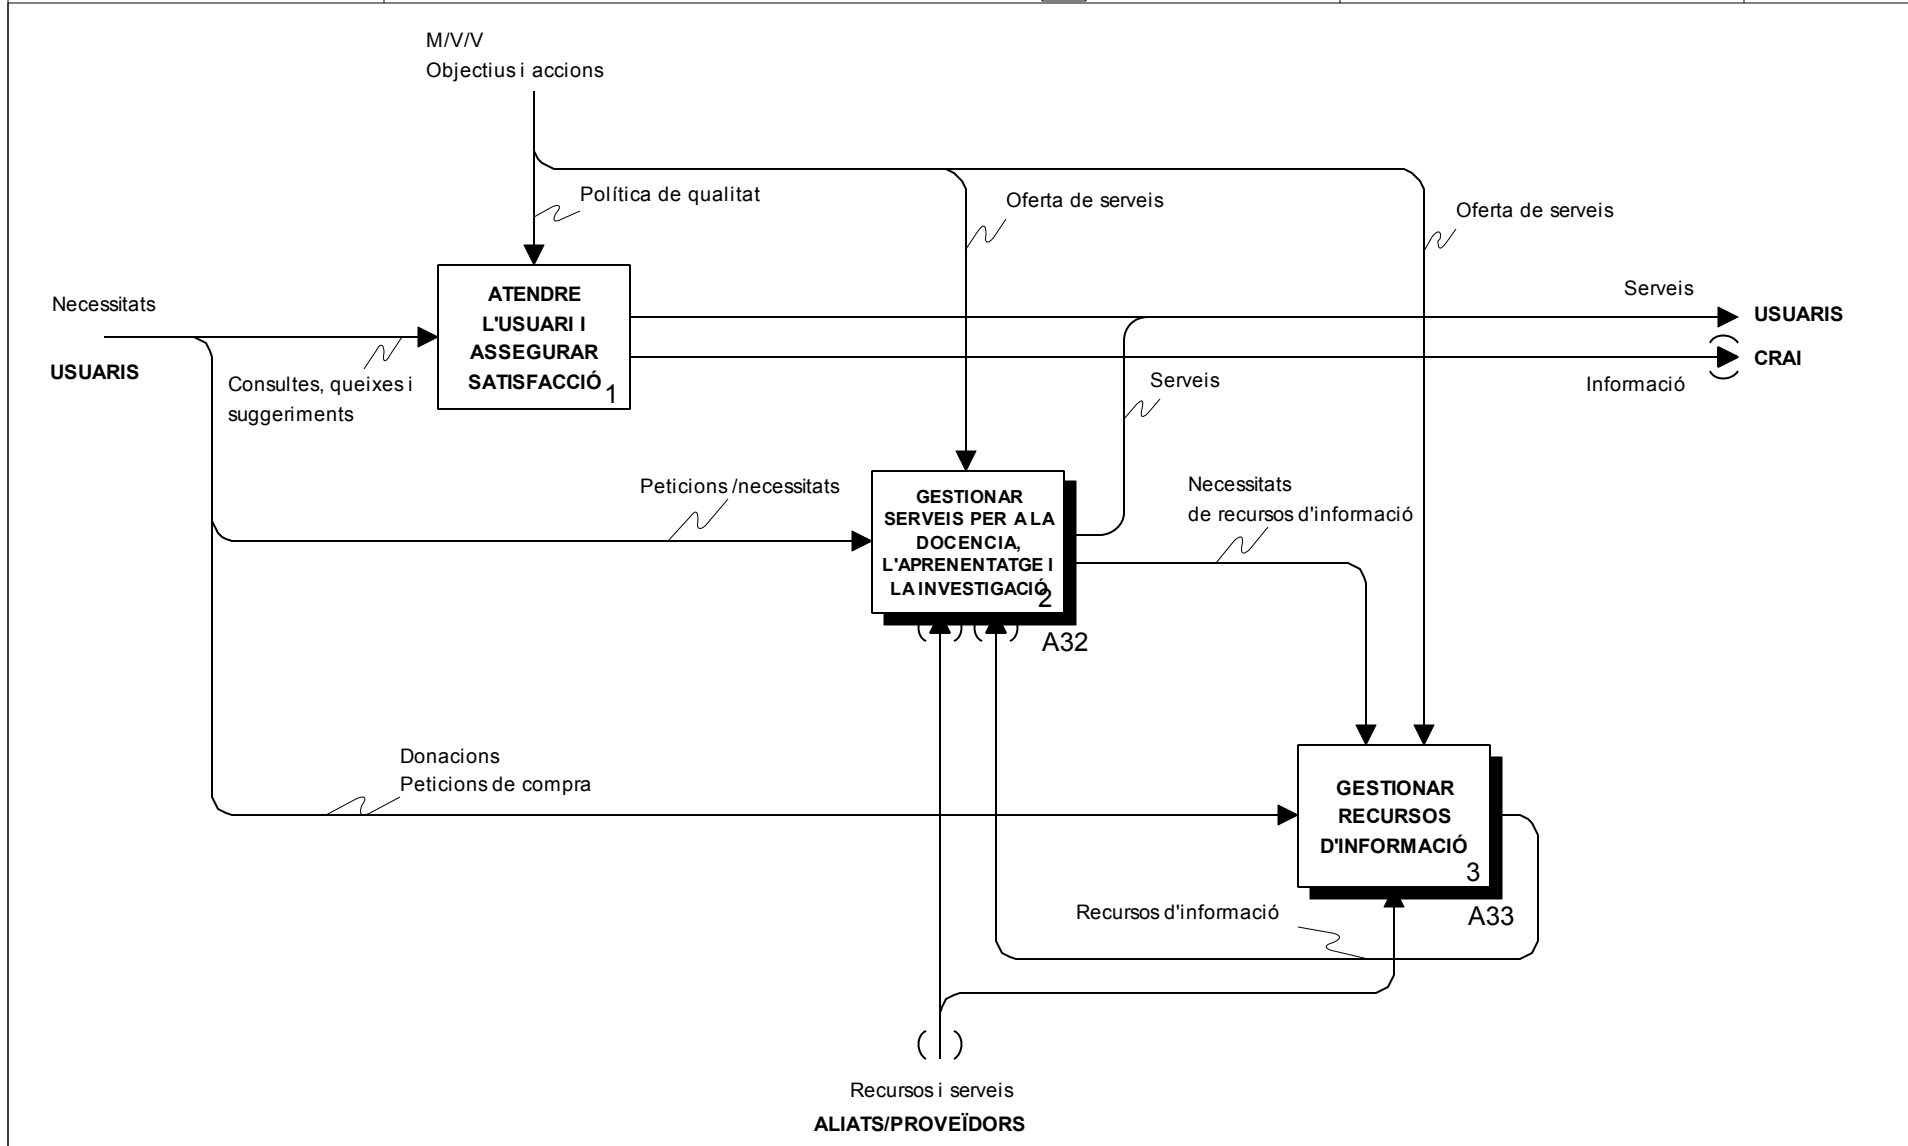 M/V/V
Objectius i accions
Política de qualitat
Oferta de serveis
Oferta de serveis
Necessitats
USUARIS
Consultes, queixes i
suggeriments
ATENDRE
L'USUARI I
ASSEGURAR
SATISFACCIÓ
1
Serveis
USUARIS
CRAI
Informació
Serveis
Peticions /necessitats
GESTIONAR
SERVEIS PER A LA
DOCENCIA,
L'APRENENTATGE I
LA INVESTIGACIÓ
2
A32
Necessitats
de recursos d'informació
Donacions
Peticions de compra
GESTIONAR
RECURSOS
D'INFORMACIÓ
3
A33
Recursos d'informació
Recursos i serveis
ALIATS/PROVEÏDORS